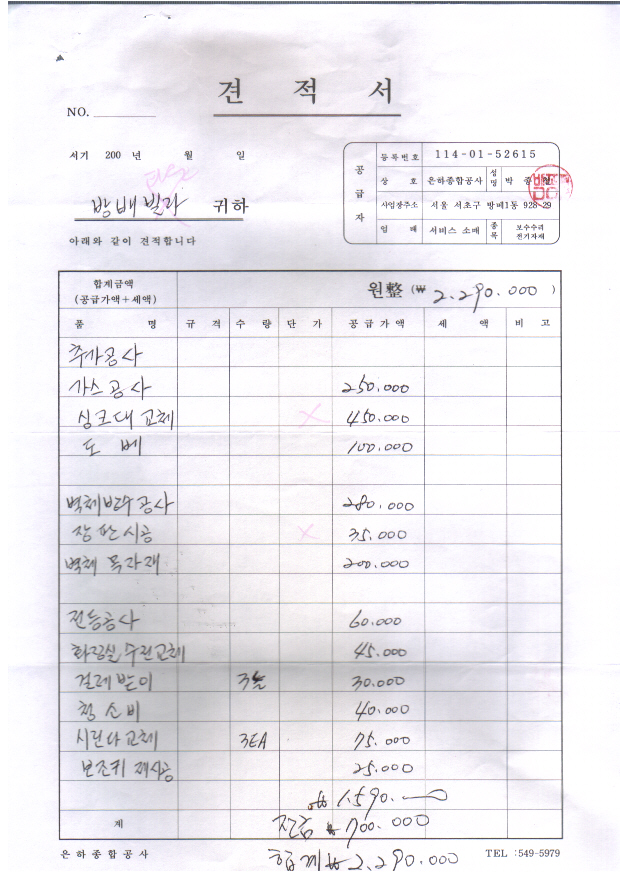 견 적 서
NO.
서기 200 년 월 일
방배빌라 귀하
아래와 같이 견적합니다
공급자
등록번호 114-01-52615
상 호 은하종합공사 성명 박 종
사업장주소 서울 서초구 방배1동 928-29
업 태 서비스 소매 종목 보수수리 전기자재
합계금액 (공급가액+세액) 원整 (₩ 2.290.000 )
품 명 규 격 수 량 단 가 공 급 가 액 세 액 비 고
추가공사
가스공사 250.000
싱크대 교체 450.000
도 베 100.000
벽체방수공사 280.000
장판시공 35.000
벽체 목자재 200.000
전등공사 60.000
화장실 수전교체 45.000
걸레받이 30.000
청소비 40.000
시린다교체 3EA 75.000
보조키 재시공 25.000
₩ 1.590.
계 잔금 ₩ 700.000
합계 ₩ 2.290.000
은하종합공사 TEL :549-5979